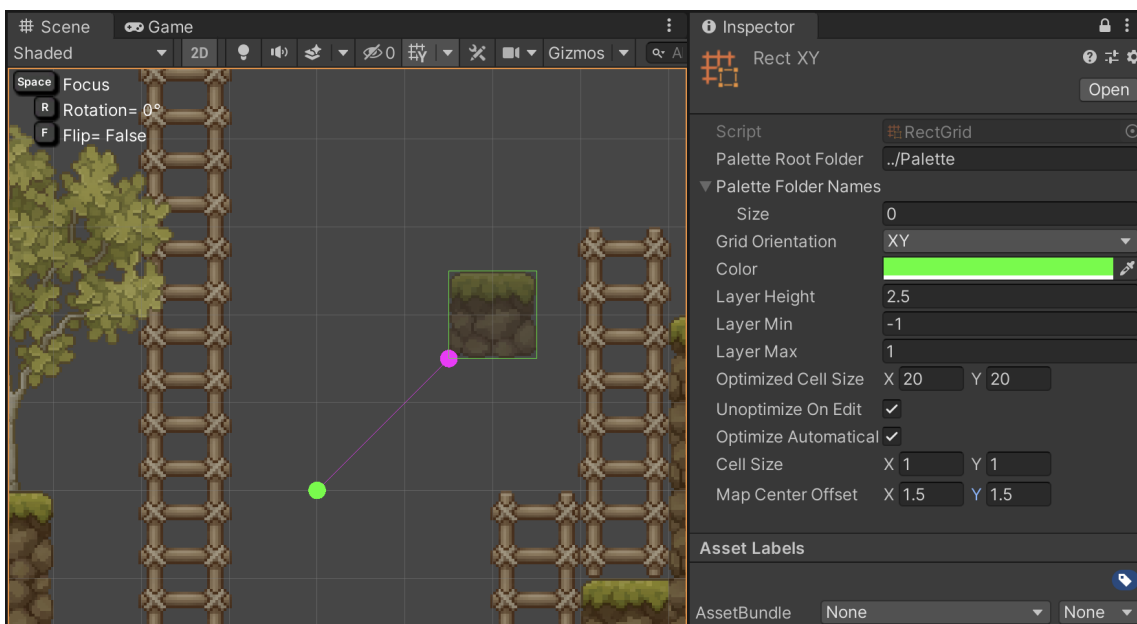 Scene Game
Shaded 2D 0 Gizmos Al
Space Focus
R Rotation= 0°
F Flip= False
Inspector
Rect XY
Open
Script RectGrid
Palette Root Folder ../Palette
Palette Folder Names
Size 0
Grid Orientation XY
Color
Layer Height 2.5
Layer Min -1
Layer Max 1
Optimized Cell Size X 20 Y 20
Unoptimize On Edit
Optimize Automatical
Cell Size X 1 Y 1
Map Center Offset X 1.5 Y 1.5
Asset Labels
AssetBundle None None